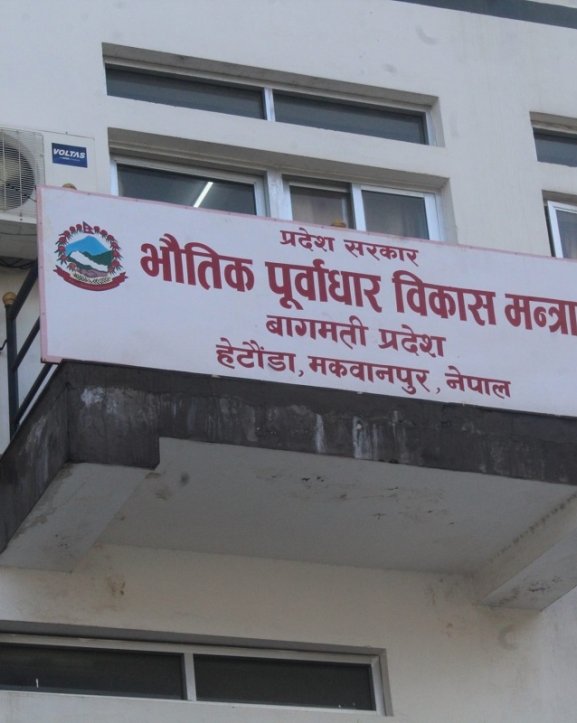 VOLTAS
प्रदेश सरकार
भौतिक पूर्वाधार विकास मन्त्रा
बागमती प्रदेश
हेटौंडा, मकवानपुर, नेपाल